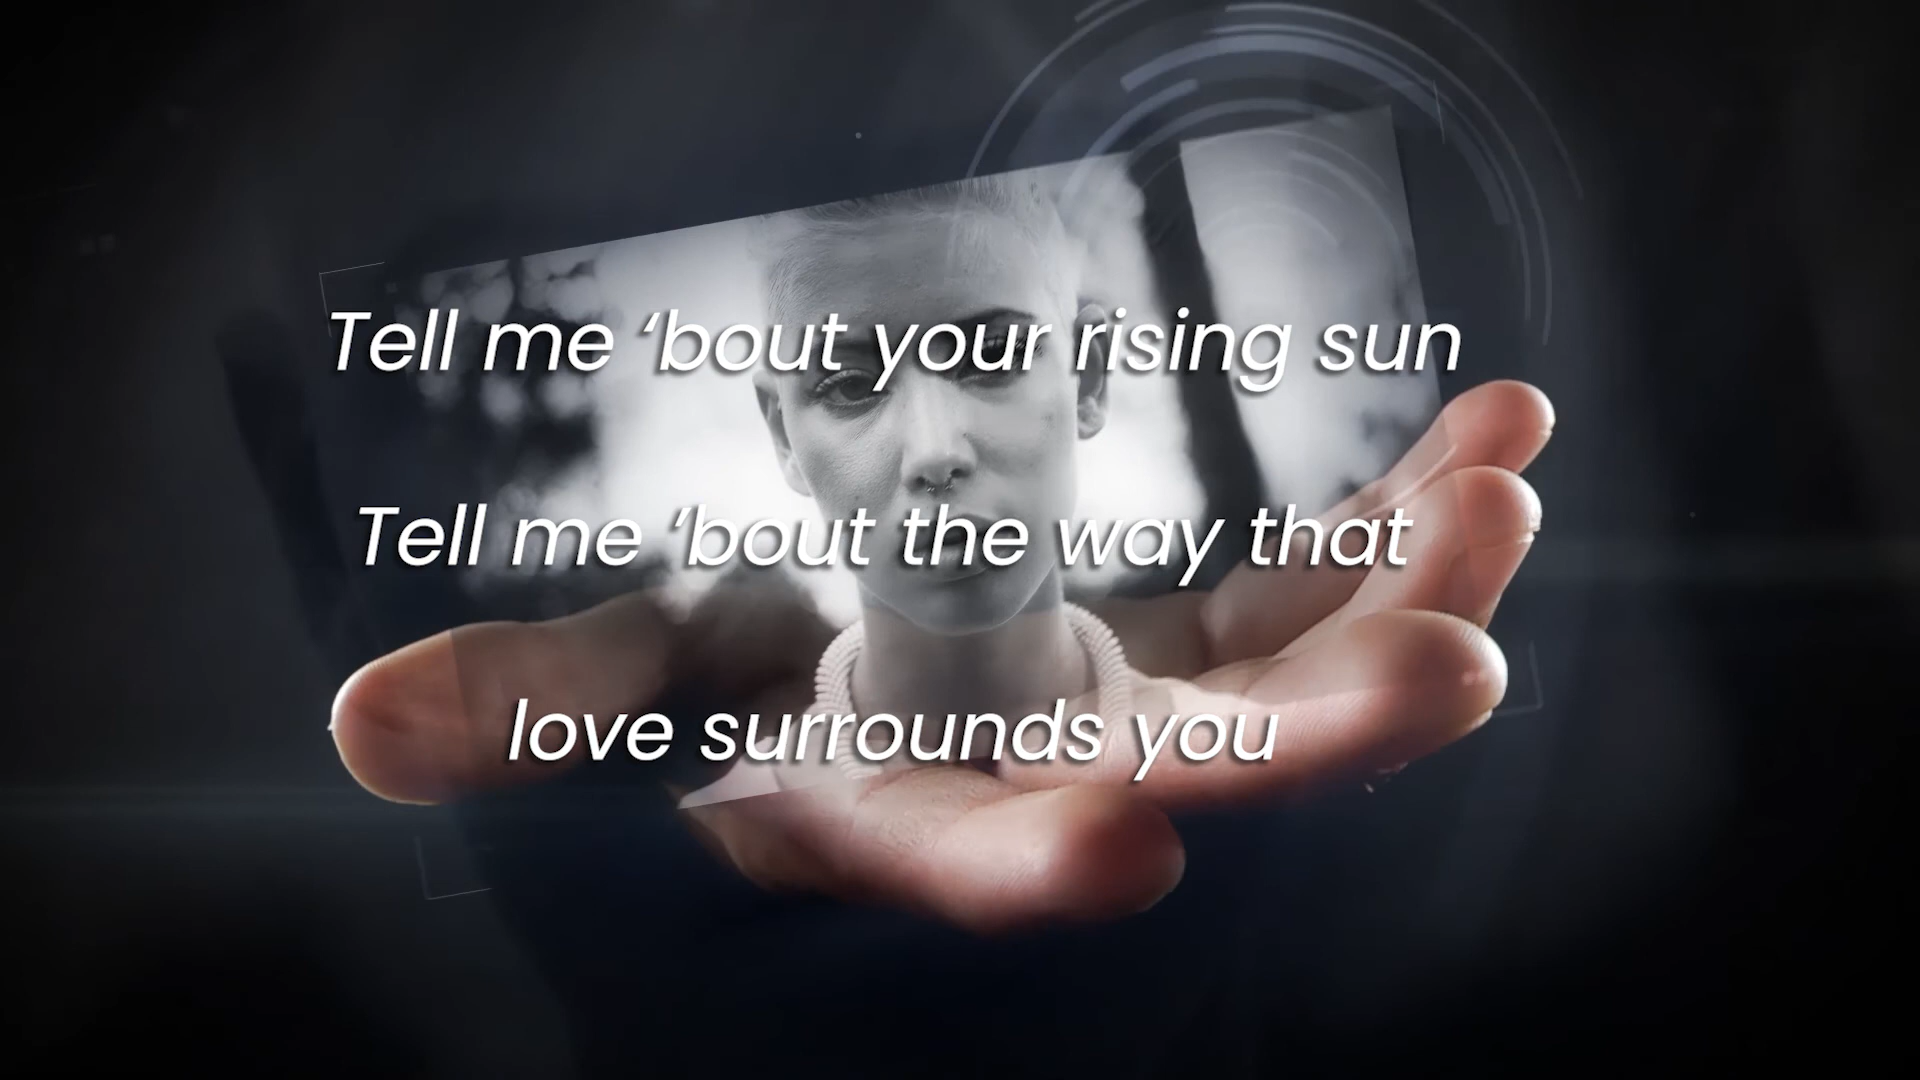 Tell me ‘bout your rising sun
Tell me ’bout the way that
love surrounds you